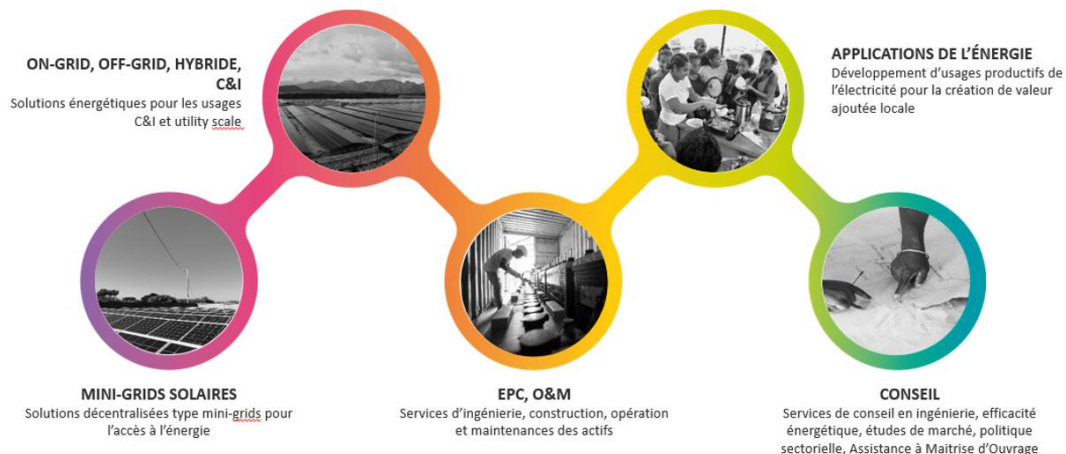 ON-GRID, OFF-GRID, HYBRIDE,
C&I
Solutions énergétiques pour les usages
C&I et utility scale
APPLICATIONS DE L’ÉNERGIE
Développement d’usages productifs de
l’électricité pour la création de valeur
ajoutée locale
MINI-GRIDS SOLAIRES
Solutions décentralisées type mini-grids pour
l’accès à l’énergie
EPC, O&M
Services d’ingénierie, construction, opération
et maintenances des actifs
CONSEIL
Services de conseil en ingénierie, efficacité
énergétique, études de marché, politique
sectorielle, Assistance à Maitrise d’Ouvrage